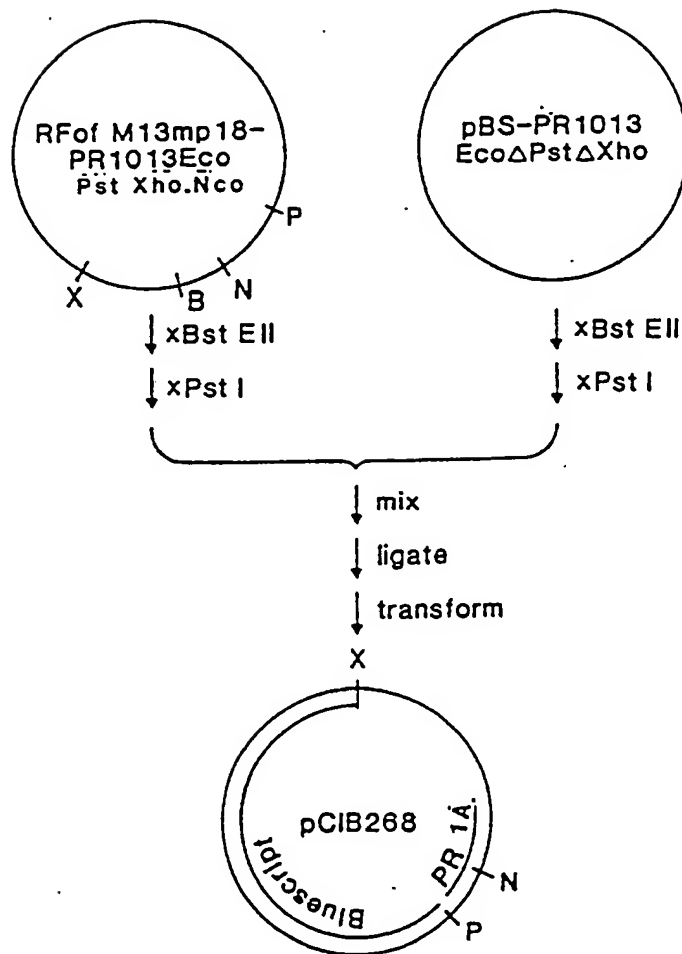 RFof M13mp18-
PR1013Eco
Pst Xho.Nco
P
N
B
X
pBS-PR1013
EcoΔPstΔXho
xBst EII
xPst I
xBst EII
xPst I
mix
ligate
transform
X
pCIB268
PR 1A
Bluescript
N
P